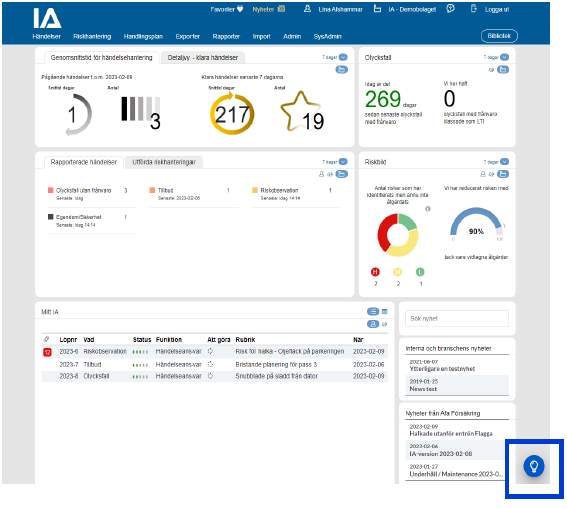 IA
Favoriter
Nyheter
Lina Alshammar
IA - Demobolaget
Logga ut
Händelser Riskhantering Handlingsplan Exporter Rapporter Import Admin SysAdmin
Bibliotek
Genomsnittstid för händelsehantering
Detaljvy - klara händelser
7 dagar
Pågående händelser t.o.m. 2023-02-09
Klara händelser senaste 7 dagarna
Snittid dagar
Antal
Snittid dagar
Antal
1
3
217
19
Olycksfall
7 dagar
Idag är det
269 dagar
sedan senaste olycksfall
med frånvaro
Vi har haft
0
olycksfall med frånvaro
klassade som LTI
Rapporterade händelser
Utförda riskhanteringar
7 dagar
Olycksfall utan frånvaro 3
Senaste: Idag
Tillbud 1
Senaste: 2023-02-06
Riskobservation 1
Senaste: Idag 14:14
Egendom/Säkerhet 1
Senaste: Idag 14:14
Riskbild
7 dagar
Antal risker som har
identifierats men ännu inte
åtgärdats
H M L
2 2 1
Vi har reducerat risken med
90%
0 100
tack vare vidtagna åtgärder
Mitt IA
Löpnr Vad Status Funktion Att göra Rubrik När
2023-6 Riskobservation Händelseansvar Risk för halka - Oljefläck på parkeringen 2023-02-09
2023-7 Tillbud Händelseansvar Bristande planering för pass 3 2023-02-06
2023-8 Olycksfall Händelseansvar Snubblade på sladd från dator 2023-02-09
Sök nyhet
Interna och branschens nyheter
2021-06-07
Ytterligare en testnyhet
2019-01-25
News test
Nyheter från Afa Försäkring
2023-02-09
Halkade utanför entrén Flagga
2023-02-06
IA-version 2023-02-08
2023-01-27
Underhåll / Maintenance 2023-0...